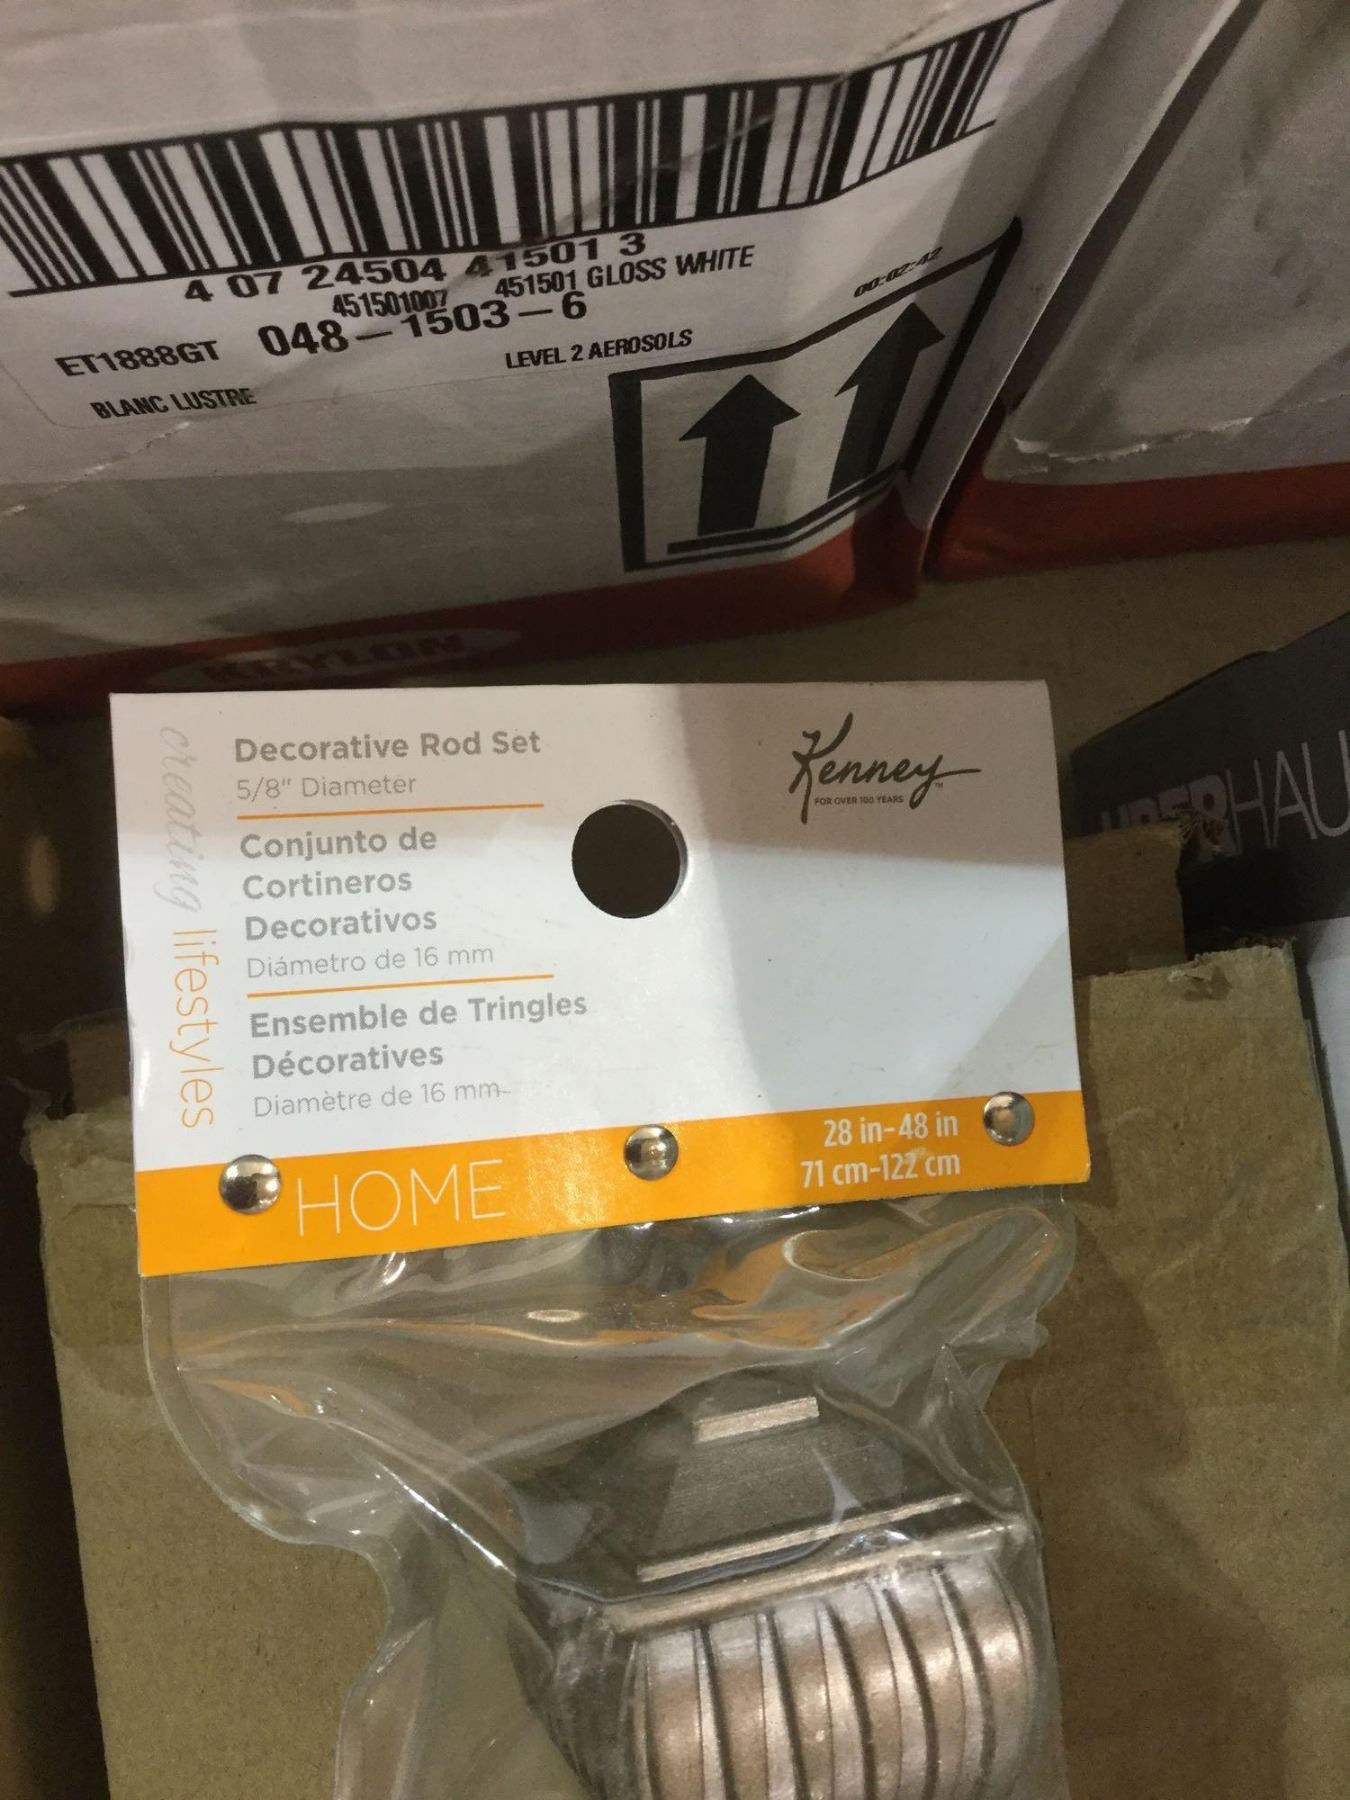 4 07 24504 41501 3
451501007 451501 GLOSS WHITE
ET1888GT 048-1503-6
00:02:42
BLANC LUSTRE
LEVEL 2 AEROSOLS
KRYLON
creating lifestyles
Decorative Rod Set
5/8" Diameter
Conjunto de
Cortineros
Decorativos
Diámetro de 16 mm
Ensemble de Tringles
Décoratives
Diamètre de 16 mm
Kenney™
FOR OVER 100 YEARS
HOME
28 in-48 in
71 cm-122 cm